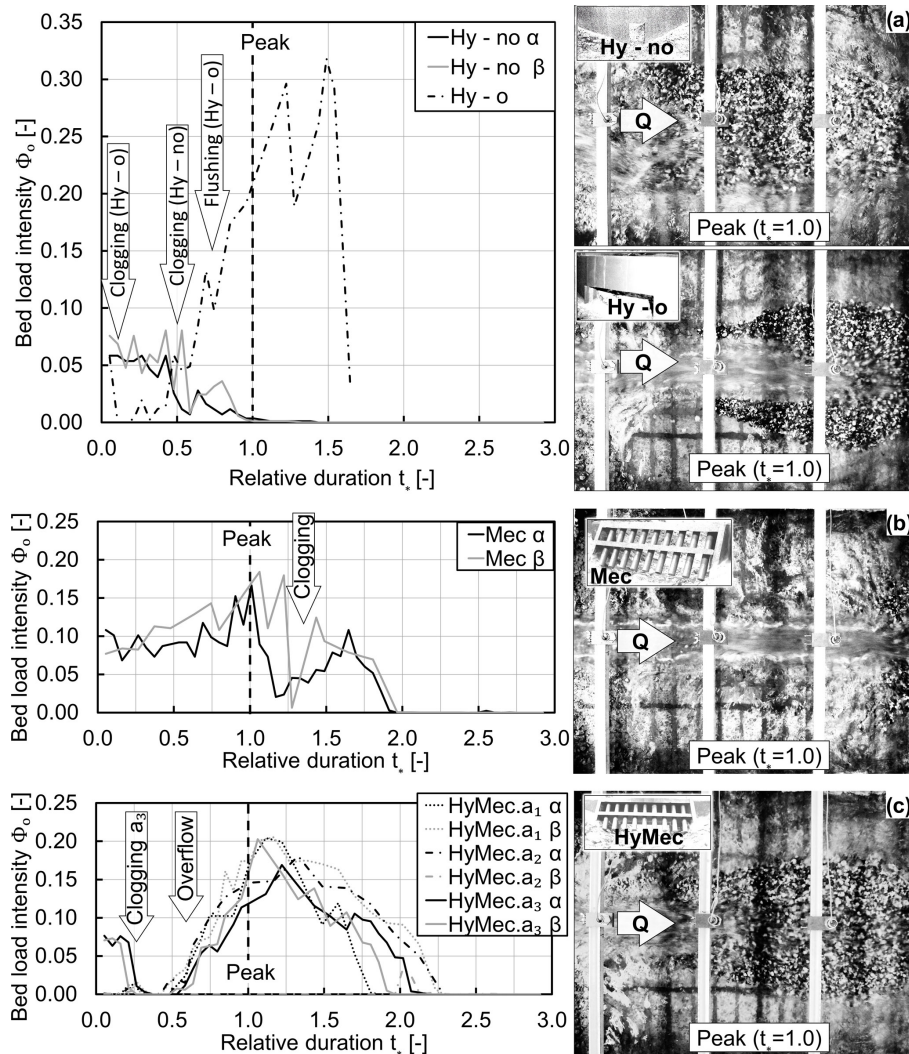 0.35
0.30
0.25
0.20
0.15
0.10
0.05
0.00
Bed load intensity Φₒ [-]
Peak
Hy - no α
Hy - no β
Hy - o
Clogging (Hy – o)
Clogging (Hy – no)
Flushing (Hy – o)
0.0 0.5 1.0 1.5 2.0 2.5 3.0
Relative duration t* [-]
(a)
Hy - no
Q
Peak (t*=1.0)
Hy - o
Q
Peak (t*=1.0)
0.25
0.20
0.15
0.10
0.05
0.00
Bed load intensity Φₒ [-]
Peak
Clogging
Mec α
Mec β
0.0 0.5 1.0 1.5 2.0 2.5 3.0
Relative duration t* [-]
(b)
Mec
Q
Peak (t*=1.0)
0.25
0.20
0.15
0.10
0.05
0.00
Bed load intensity Φₒ [-]
Clogging a₃
Overflow
Peak
HyMec.a₁ α
HyMec.a₁ β
HyMec.a₂ α
HyMec.a₂ β
HyMec.a₃ α
HyMec.a₃ β
0.0 0.5 1.0 1.5 2.0 2.5 3.0
Relative duration t* [-]
(c)
HyMec
Q
Peak (t*=1.0)